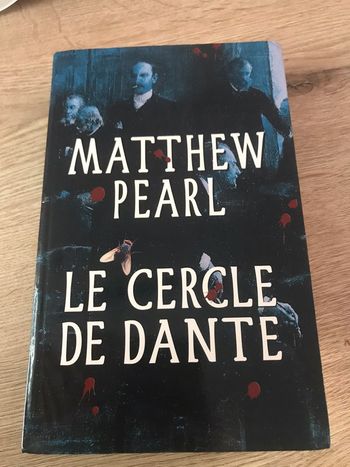 MATTHEW
PEARL
LE CERCLE
DE DANTE